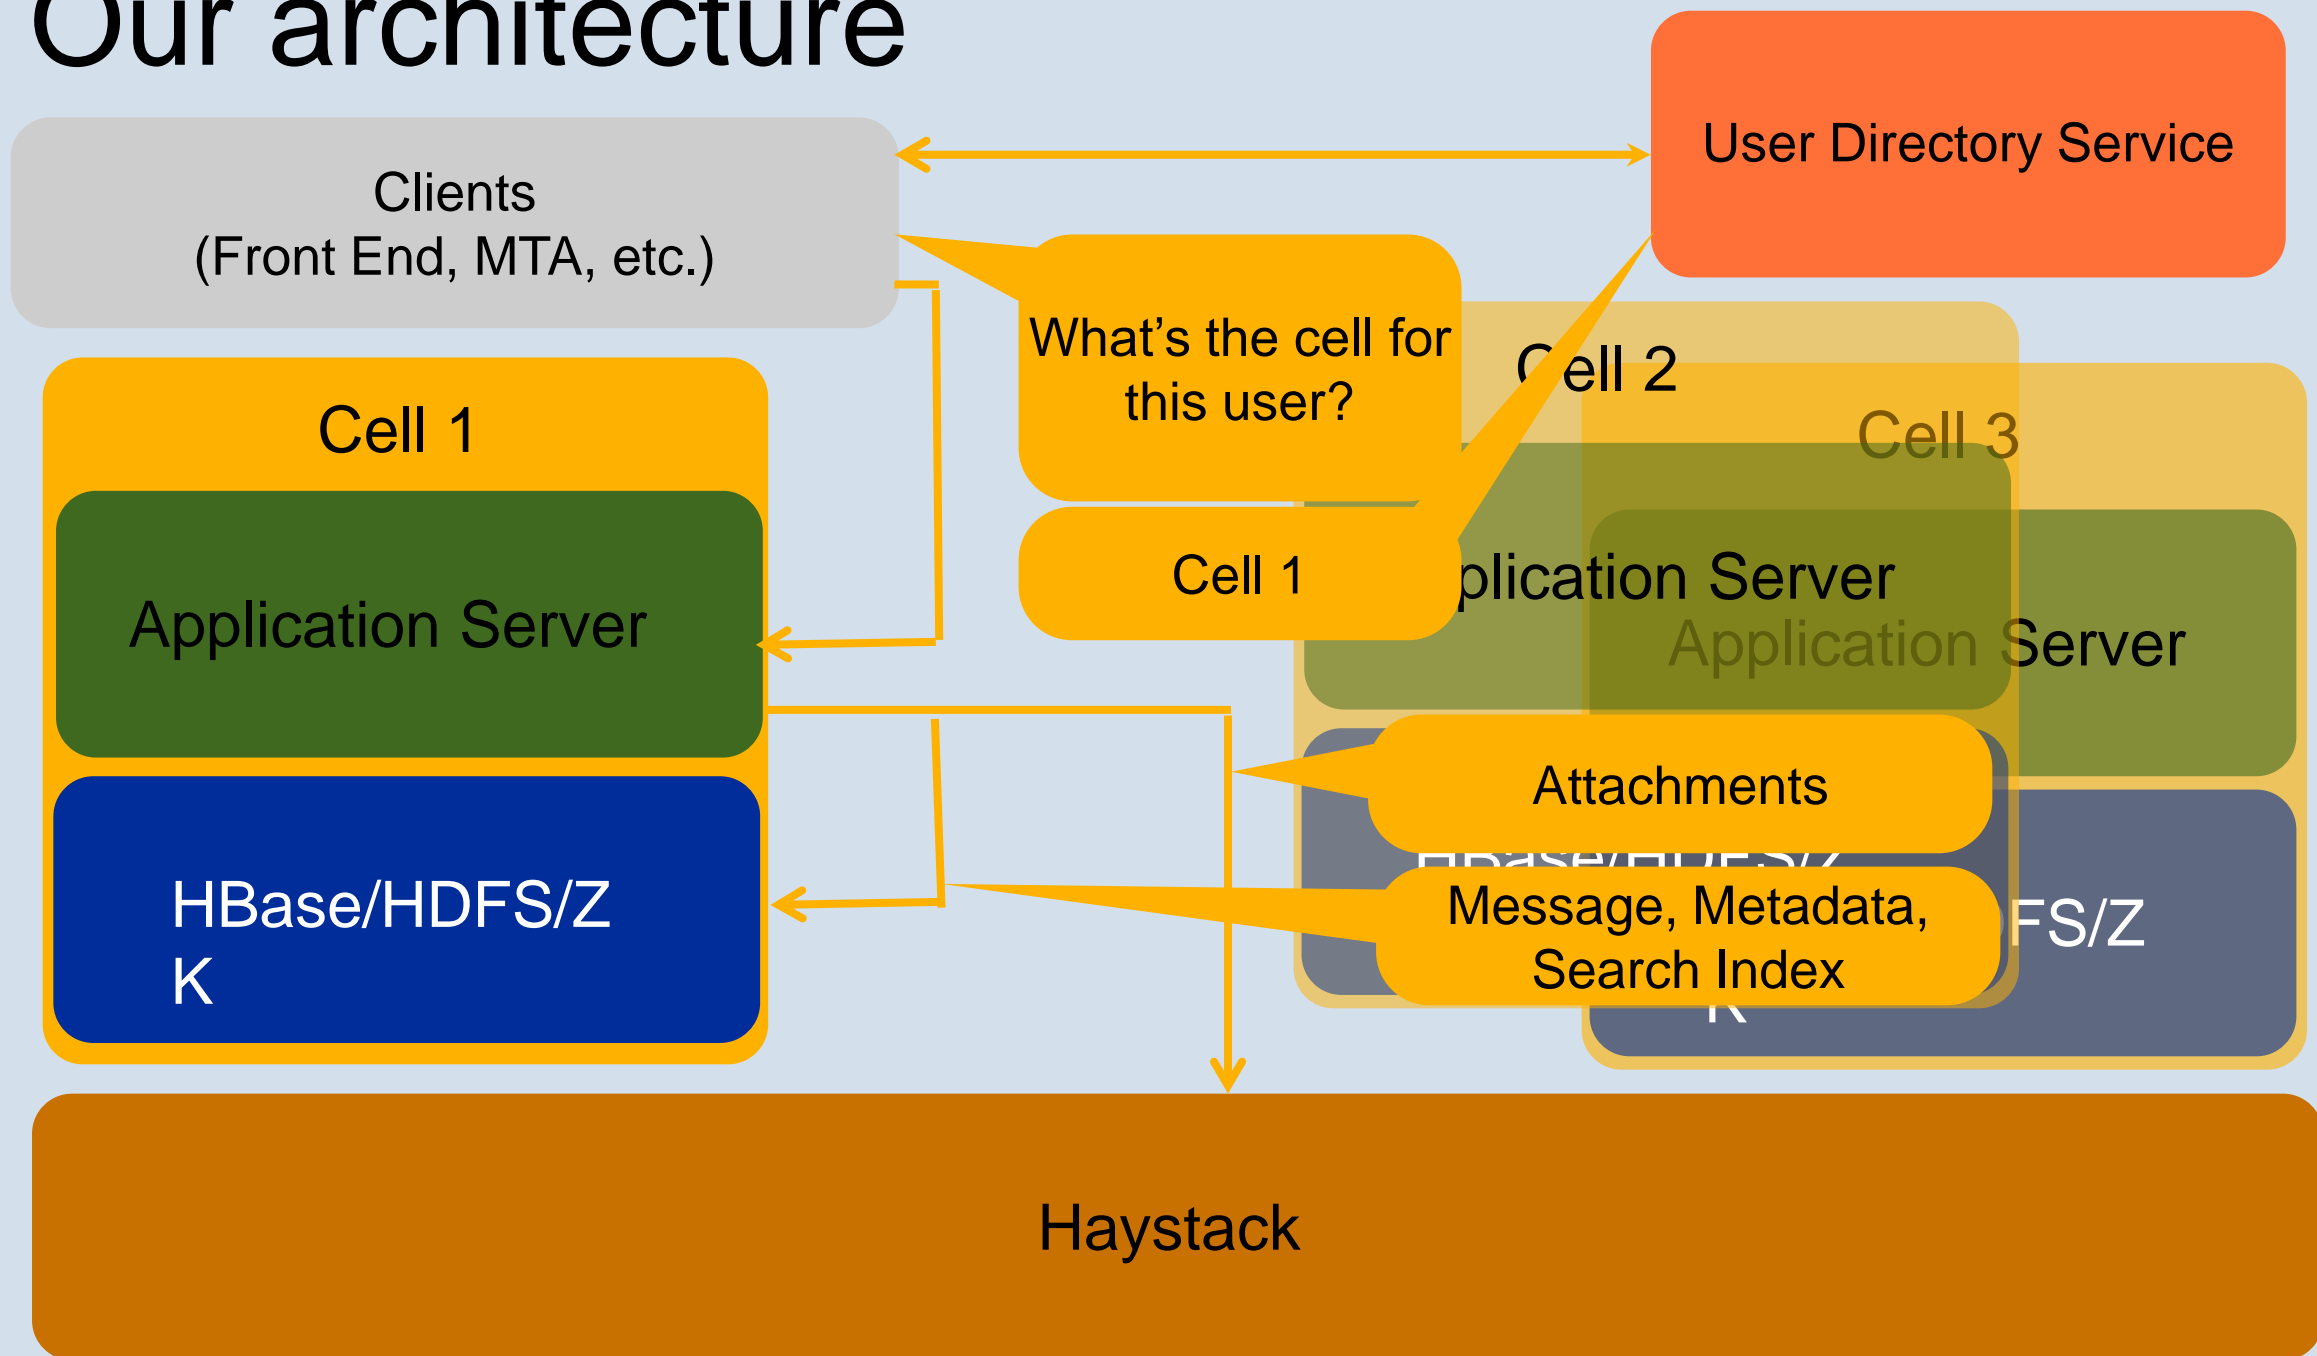 Our architecture
User Directory Service
Clients
(Front End, MTA, etc.)
What's the cell for
this user?
Cell 2
Cell 1
Cell 3
Cell 1
plication Server
Application Server
Application Server
Attachments
HBase/HDFS/Z
HBase/HDFS/Z
K
Message, Metadata,
Search Index
FS/Z
K
Haystack